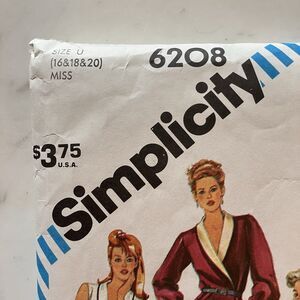 SIZE U
(16&18&20)
MISS
6208
$3.75
U.S.A.
Simplicity